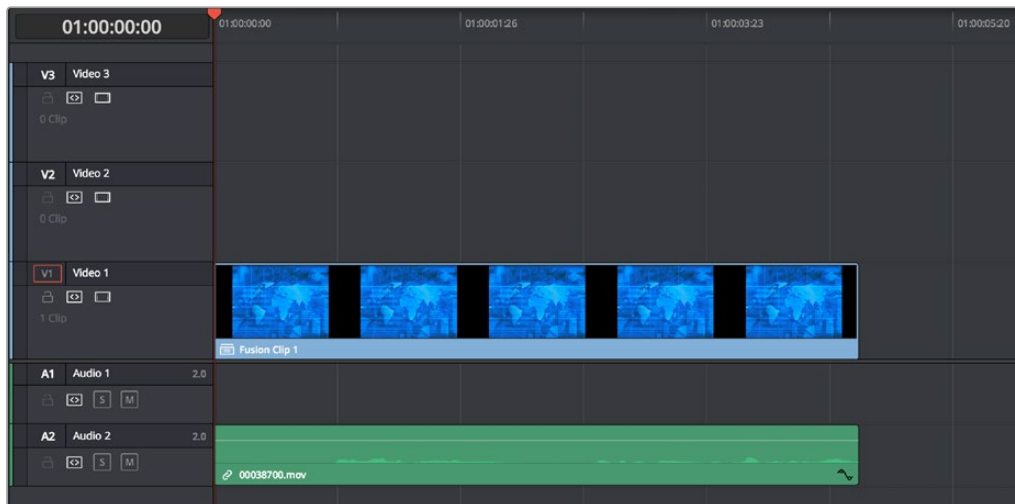 01:00:00:00
01:00:00:00 01:00:01:26 01:00:03:23 01:00:05:20
V3 Video 3
0 Clip
V2 Video 2
0 Clip
V1 Video 1
1 Clip
Fusion Clip 1
A1 Audio 1 2.0
S M
A2 Audio 2 2.0
S M
00038700.mov